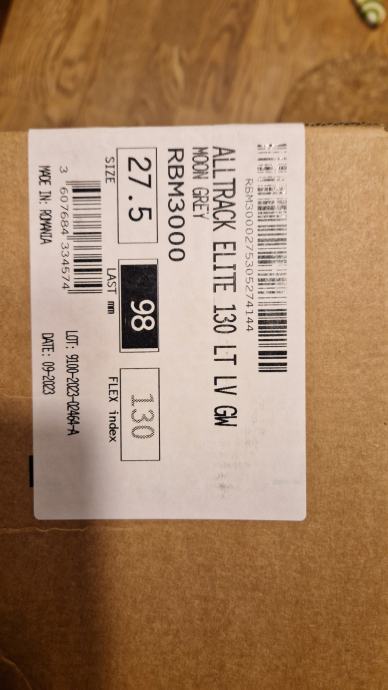 RBM3000275305274144
ALLTRACK ELITE 130 LT LV GW
MOON GREY
RBM3000
27.5
98
130
SIZE
LAST mm
FLEX index
3 607684 334574
LOT: 9100-2023-02464-A
MADE IN: ROMANIA
DATE: 09-2023